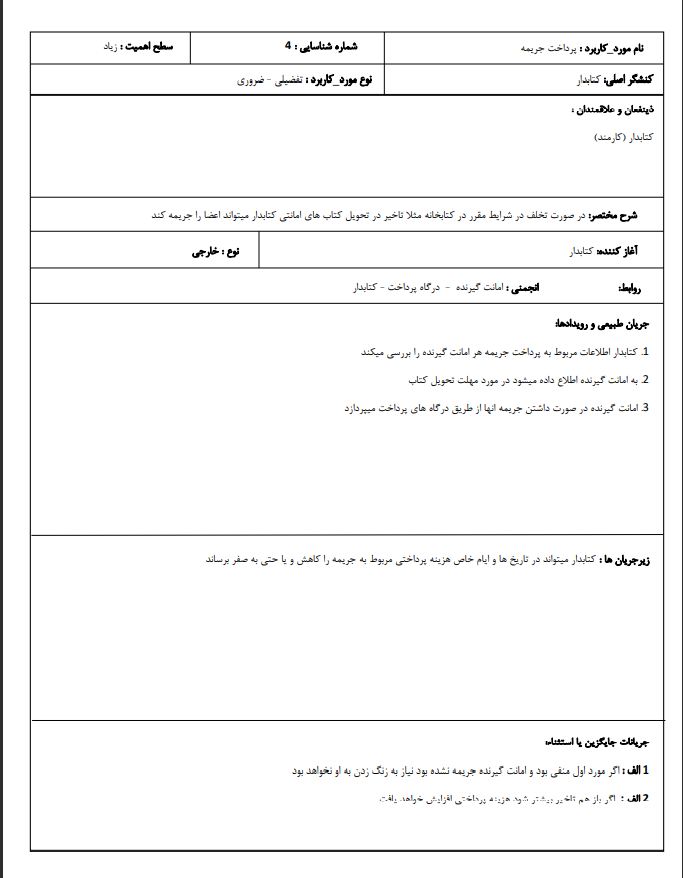 نام مورد_کاربرد : پرداخت جریمه
شماره شناسایی : 4
سطح اهمیت : زیاد
کنشگر اصلی: کتابدار
نوع مورد_کاربرد : تفضیلی - ضروری
ذینفعان و علاقمندان :
کتابدار (کارمند)
شرح مختصر: در صورت تخلف در شرایط مقرر در کتابخانه مثلا تاخیر در تحویل کتاب های امانتی کتابدار میتواند اعضا را جریمه کند
آغاز کننده: کتابدار
نوع : خارجی
روابط: انجمنی : امانت گیرنده - درگاه پرداخت - کتابدار
جریان طبیعی و رویدادها:
1. کتابدار اطلاعات مربوط به پرداخت جریمه هر امانت گیرنده را بررسی میکند
2. به امانت گیرنده اطلاع داده میشود در مورد مهلت تحویل کتاب
3. امانت گیرنده در صورت داشتن جریمه انها از طریق درگاه های پرداخت میپردازد
زیرجریان ها : کتابدار میتواند در تاریخ ها و ایام خاص هزینه پرداختی مربوط به جریمه را کاهش و یا حتی به صفر برساند
جریانات جایگزین یا استثناء:
1 الف : اگر مورد اول منفی بود و امانت گیرنده جریمه نشده بود نیاز به زنگ زدن به او نخواهد بود
2 الف : اگر باز هم تاخیر بیشتر شود هزینه پرداختی افزایش خواهد یافت